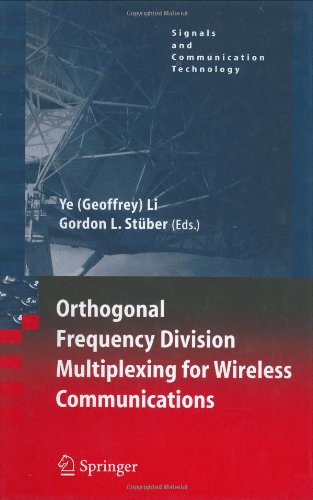 Signals
and
Communication
Technology
Ye (Geoffrey) Li
Gordon L. Stüber (Eds.)
Orthogonal
Frequency Division
Multiplexing for Wireless
Communications
Springer